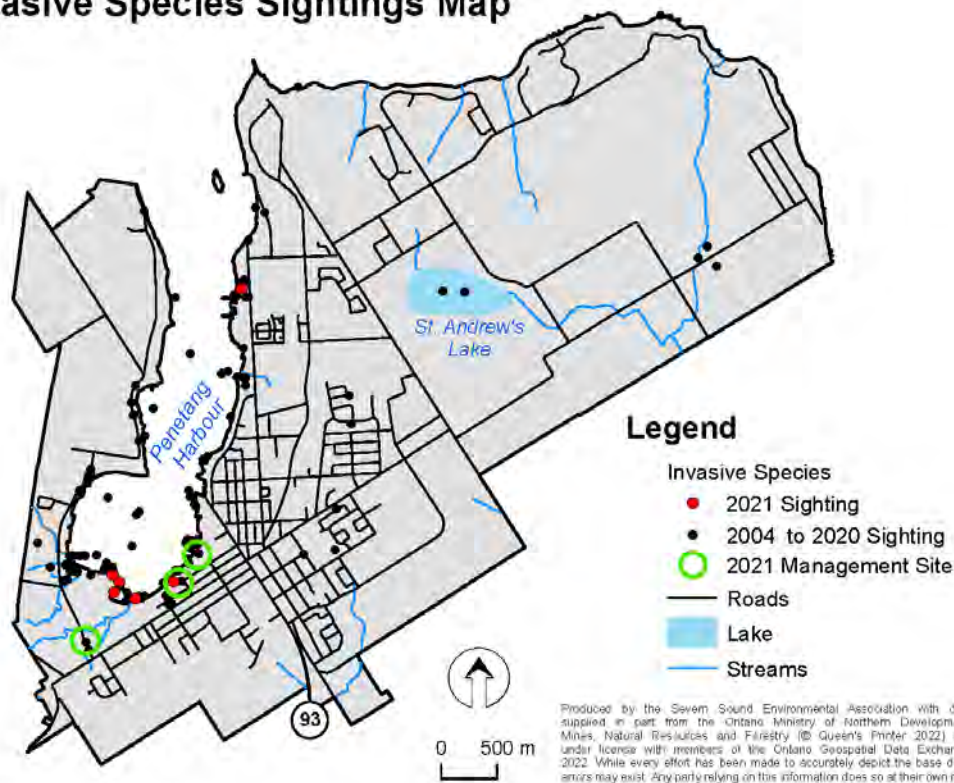 asive Species Sightings Map
St. Andrew's
Lake
Penetang
Harbour
Legend
Invasive Species
2021 Sighting
2004 to 2020 Sighting
2021 Management Site
Roads
Lake
Streams
93
0 500 m
Produced by the Severn Sound Environmental Association with
supplied in part from the Ontario Ministry of Northern Developm
Mines, Natural Resources and Forestry (© Queen's Printer 2022)
under license with members of the Ontario Geospatial Data Exchan
2022. While every effort has been made to accurately depict the base d
errors may exist. Any party relying on this information does so at their own r